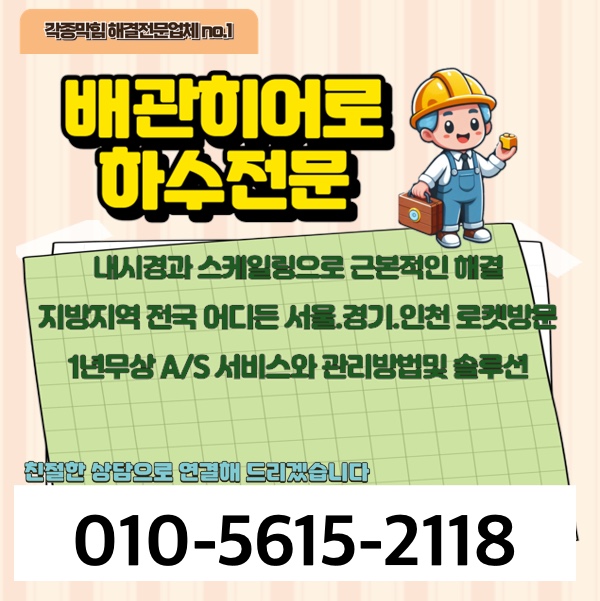 각종막힘 해결전문업체 no.1
배관히어로
하수전문
내시경과 스케일링으로 근본적인 해결
지방지역 전국 어디든 서울.경기.인천 로켓방문
1년무상 A/S 서비스와 관리방법및 솔루션
친절한 상담으로 연결해 드리겠습니다
010-5615-2118